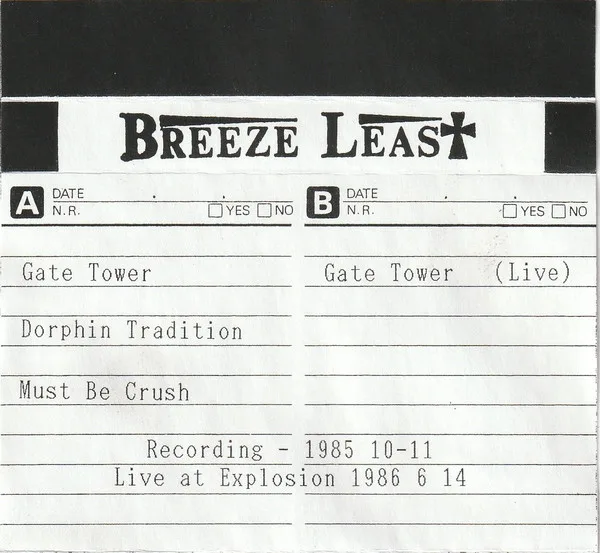 BREEZE LEAST
A DATE . .
N.R. YES NO
B DATE . .
N.R. YES NO
Gate Tower
Dorphin Tradition
Must Be Crush
Gate Tower (Live)
Recording - 1985 10-11
Live at Explosion 1986 6 14